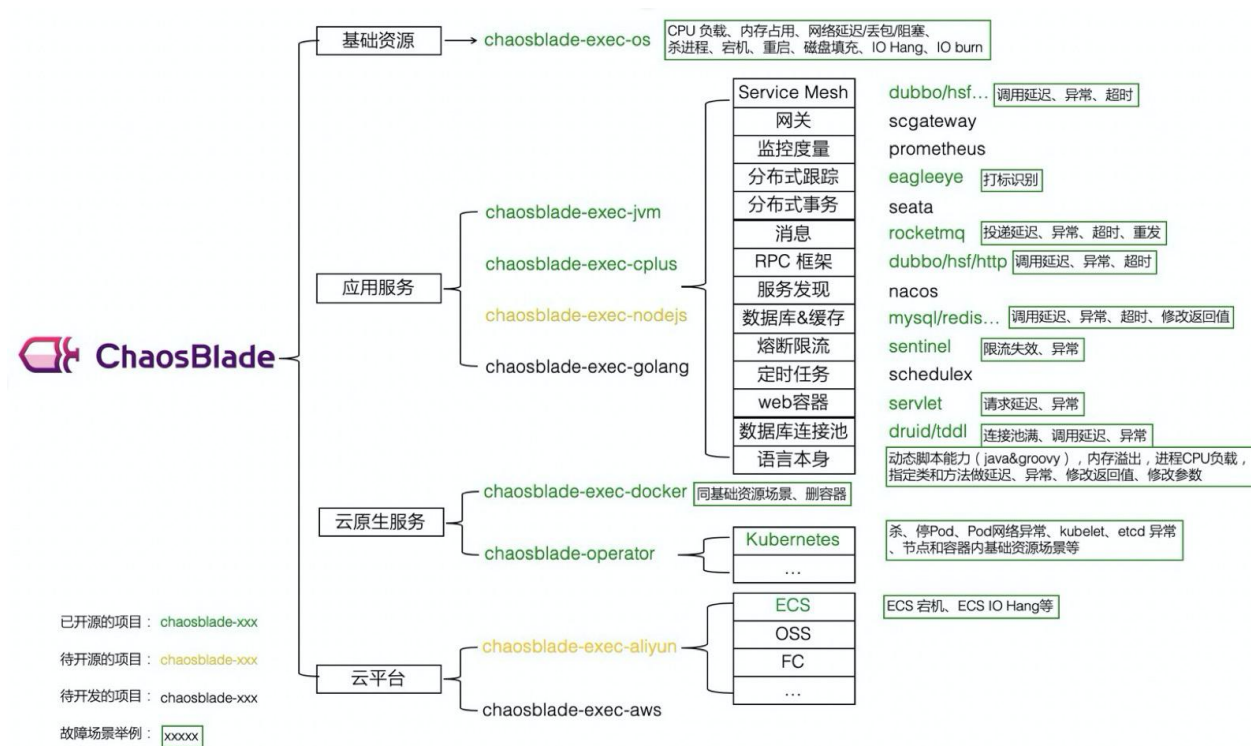 基础资源
chaosblade-exec-os
CPU 负载、内存占用、网络延迟/丢包/阻塞、
杀进程、宕机、重启、磁盘填充、IO Hang、IO burn
Service Mesh
dubbo/hsf...
调用延迟、异常、超时
网关
scgateway
监控度量
prometheus
分布式跟踪
eagleeye
打标识别
分布式事务
seata
消息
rocketmq
投递延迟、异常、超时、重发
RPC 框架
dubbo/hsf/http
调用延迟、异常、超时
服务发现
nacos
数据库&缓存
mysql/redis...
调用延迟、异常、超时、修改返回值
熔断限流
sentinel
限流失效、异常
定时任务
schedulex
web容器
servlet
请求延迟、异常
数据库连接池
druid/tddl
连接池满、调用延迟、异常
语言本身
动态脚本能力（java&groovy），内存溢出，进程CPU负载，
指定类和方法做延迟、异常、修改返回值、修改参数
应用服务
chaosblade-exec-jvm
chaosblade-exec-cplus
chaosblade-exec-nodejs
chaosblade-exec-golang
ChaosBlade
云原生服务
chaosblade-exec-docker
同基础资源场景、删容器
chaosblade-operator
Kubernetes
...
杀、停Pod、Pod网络异常、kubelet、etcd 异常
、节点和容器内基础资源场景等
云平台
chaosblade-exec-aliyun
ECS
ECS 宕机、ECS IO Hang等
OSS
FC
...
chaosblade-exec-aws
已开源的项目： chaosblade-xxx
待开源的项目： chaosblade-xxx
待开发的项目： chaosblade-xxx
故障场景举例： xxxxx